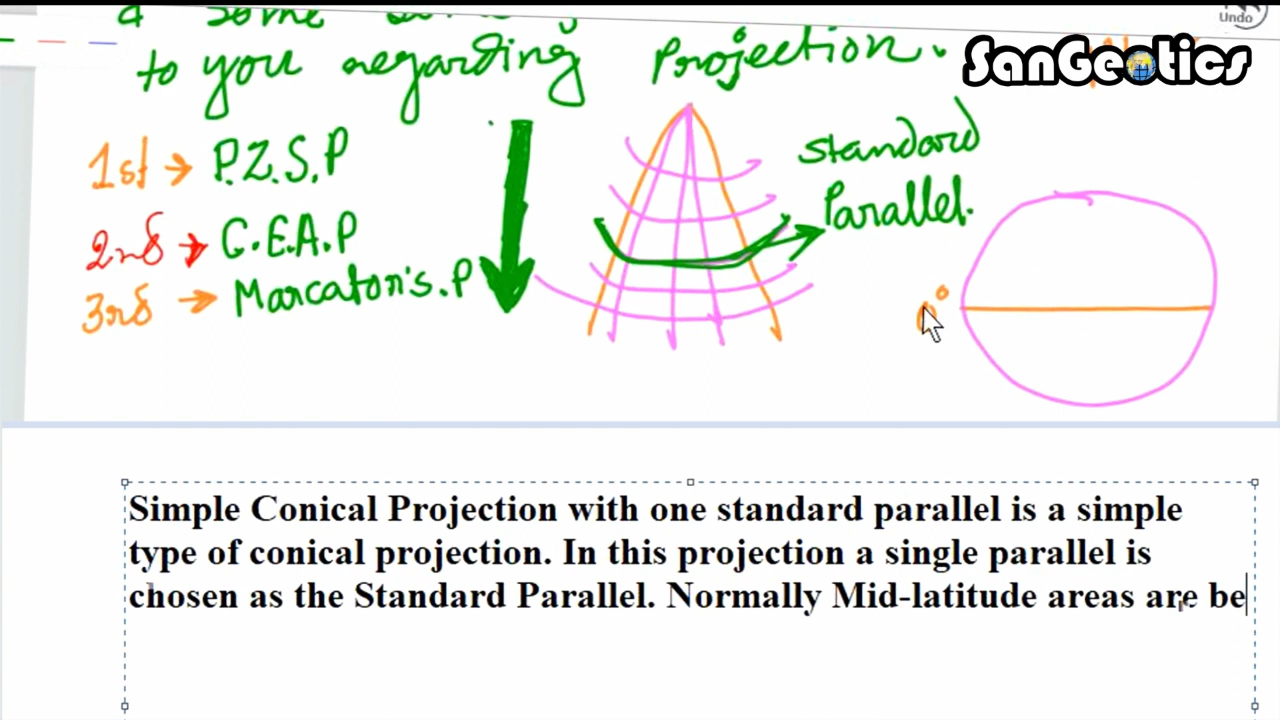 Undo
SanGeotics
to you regarding Projection.
1st → P.Z.S.P
2nd → C.E.A.P
3rd → Marcator's.P
standard
Parallel.
0°
Simple Conical Projection with one standard parallel is a simple
type of conical projection. In this projection a single parallel is
chosen as the Standard Parallel. Normally Mid-latitude areas are be